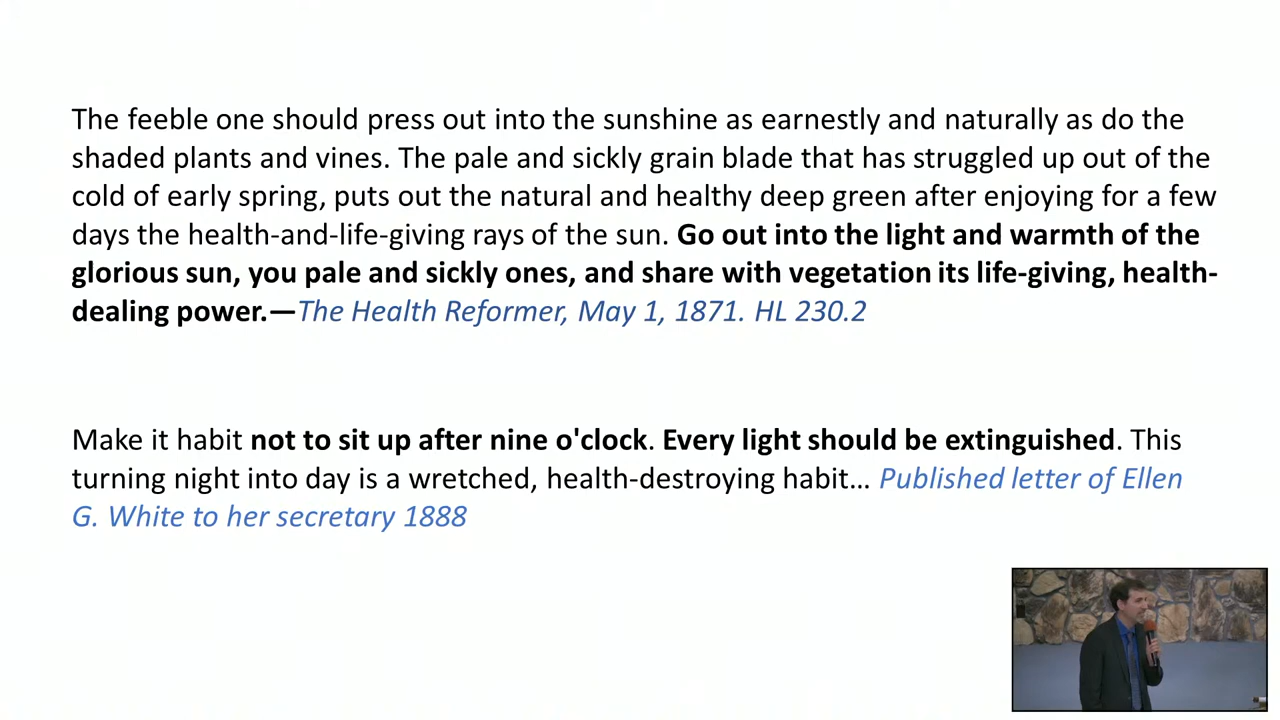 The feeble one should press out into the sunshine as earnestly and naturally as do the
shaded plants and vines. The pale and sickly grain blade that has struggled up out of the
cold of early spring, puts out the natural and healthy deep green after enjoying for a few
days the health-and-life-giving rays of the sun. Go out into the light and warmth of the
glorious sun, you pale and sickly ones, and share with vegetation its life-giving, health-
dealing power.—The Health Reformer, May 1, 1871. HL 230.2
Make it habit not to sit up after nine o'clock. Every light should be extinguished. This
turning night into day is a wretched, health-destroying habit… Published letter of Ellen
G. White to her secretary 1888